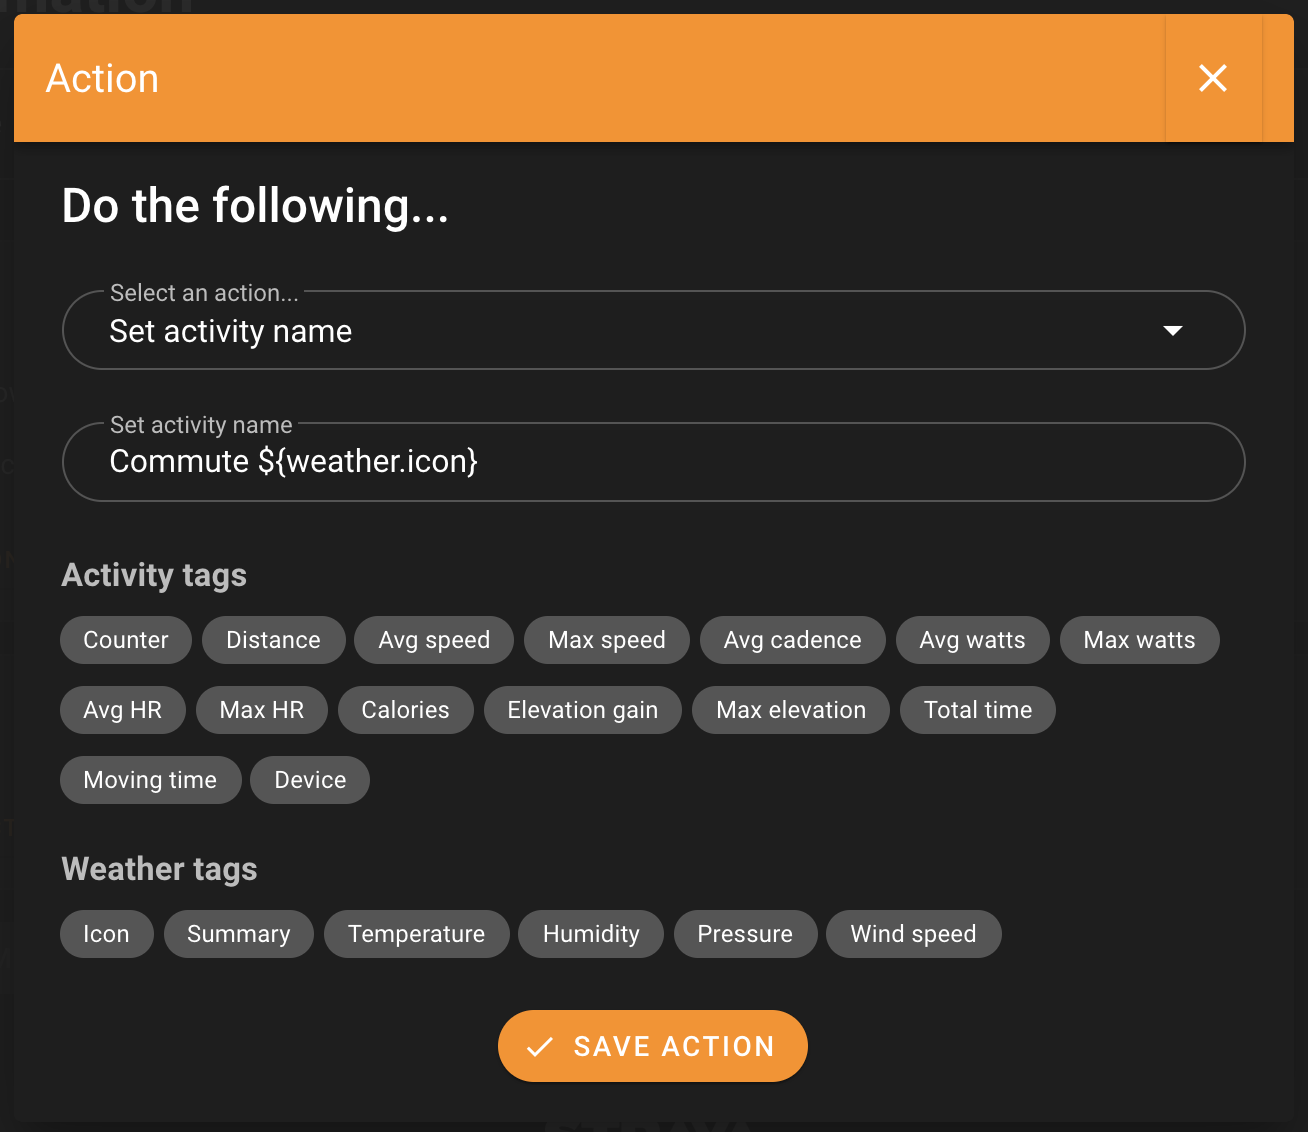 Action
Do the following...
Select an action...
Set activity name
Set activity name
Commute ${weather.icon}
Activity tags
Counter Distance Avg speed Max speed Avg cadence Avg watts Max watts
Avg HR Max HR Calories Elevation gain Max elevation Total time
Moving time Device
Weather tags
Icon Summary Temperature Humidity Pressure Wind speed
SAVE ACTION